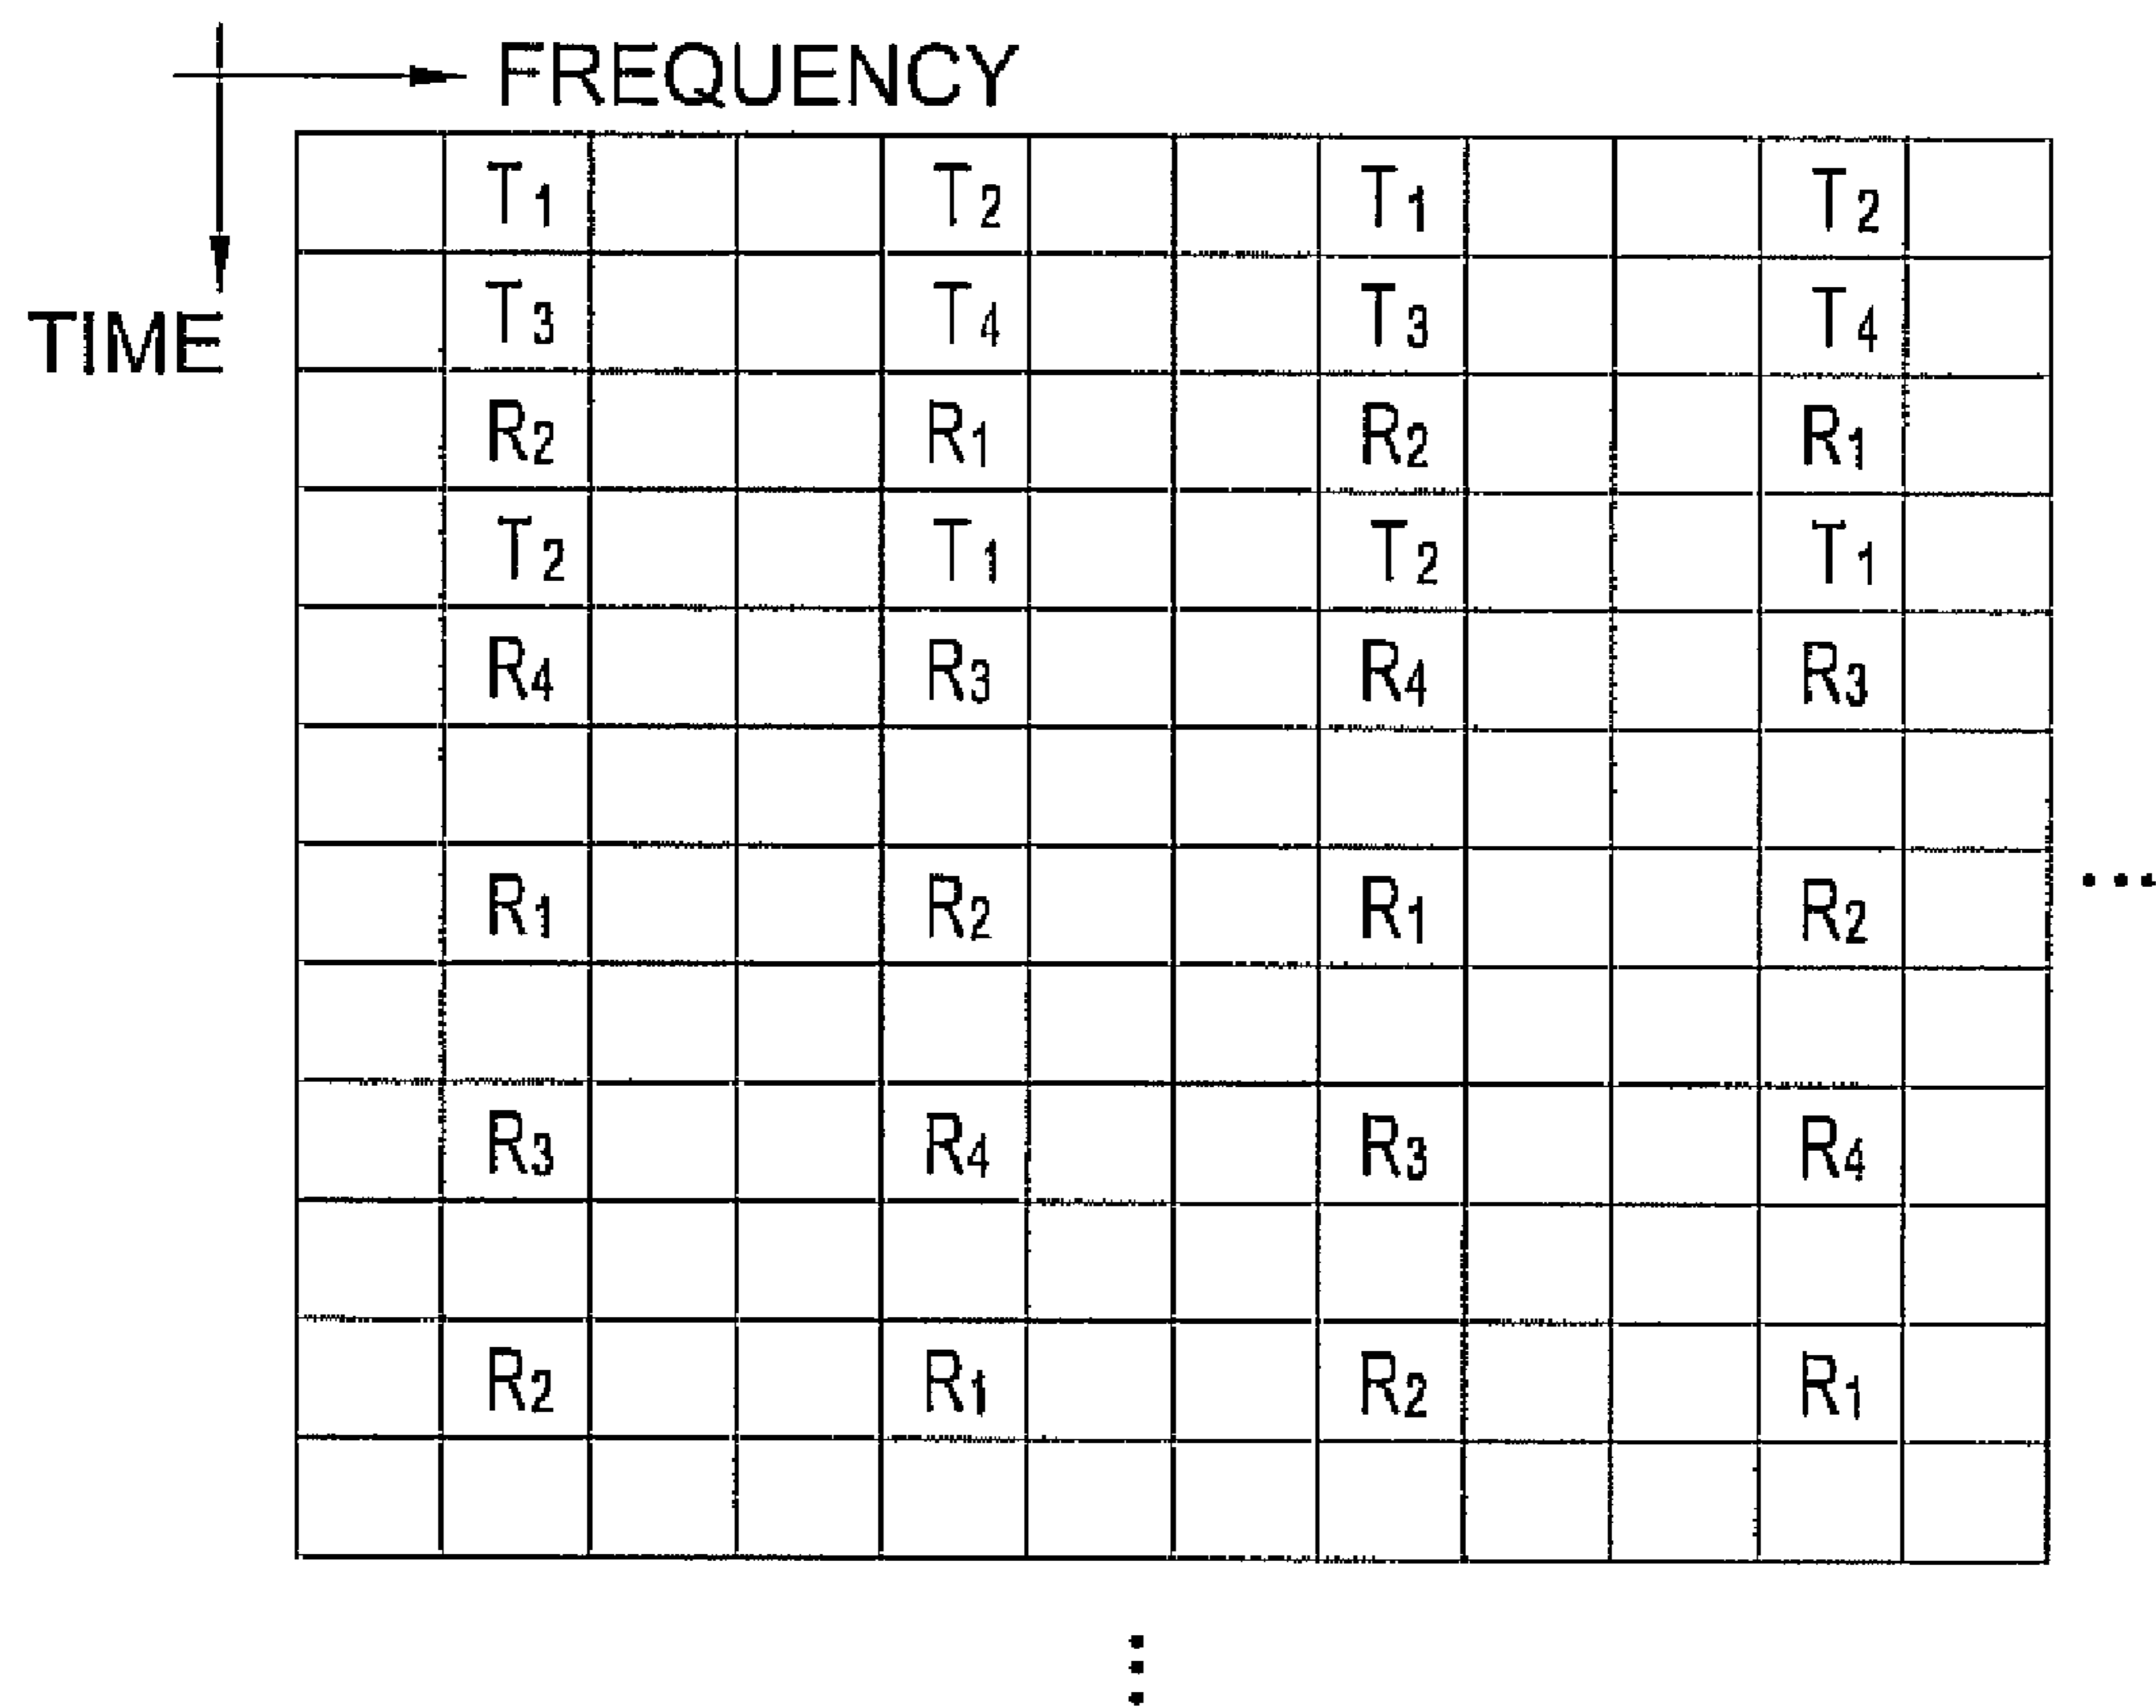 FREQUENCY
TIME
T1 T2 T1 T2
T3 T4 T3 T4
R2 R1 R2 R1
T2 T1 T2 T1
R4 R3 R4 R3
R1 R2 R1 R2
...
R3 R4 R3 R4
R2 R1 R2 R1
...